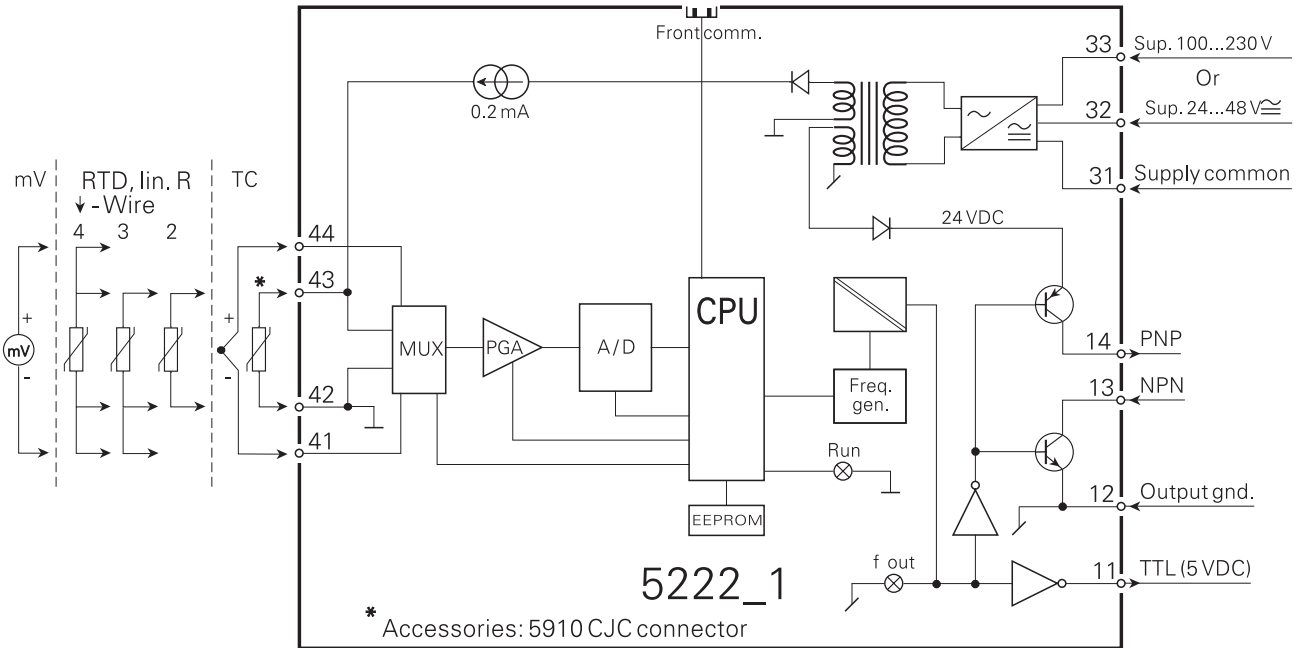 Front comm.
33
Sup. 100...230 V
Or
0.2 mA
32
Sup. 24...48 V≅
mV
RTD, lin. R
TC
31
Supply common
-Wire
4
3
2
24 VDC
44
*
43
CPU
+
+
mV
MUX
PGA
A/D
14
PNP
-
-
Freq.
gen.
13
NPN
42
41
Run
EEPROM
12
Output gnd.
f out
11
TTL (5 VDC)
5222_1
* Accessories: 5910 CJC connector